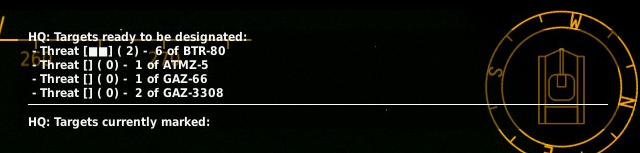 HQ: Targets ready to be designated:
- Threat [■■] ( 2) - 6 of BTR-80
- Threat [] ( 0) - 1 of ATMZ-5
- Threat [] ( 0) - 1 of GAZ-66
- Threat [] ( 0) - 2 of GAZ-3308
HQ: Targets currently marked:
260
W
S
N
E